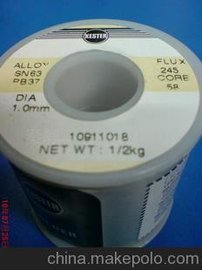 KESTER
ALLOY
SN63
PB37
FLUX
245
CORE
58
DIA
1.0mm
10911018
NET WT: 1/2kg
china.makepolo.com